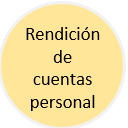 Rendición
de
cuentas
personal